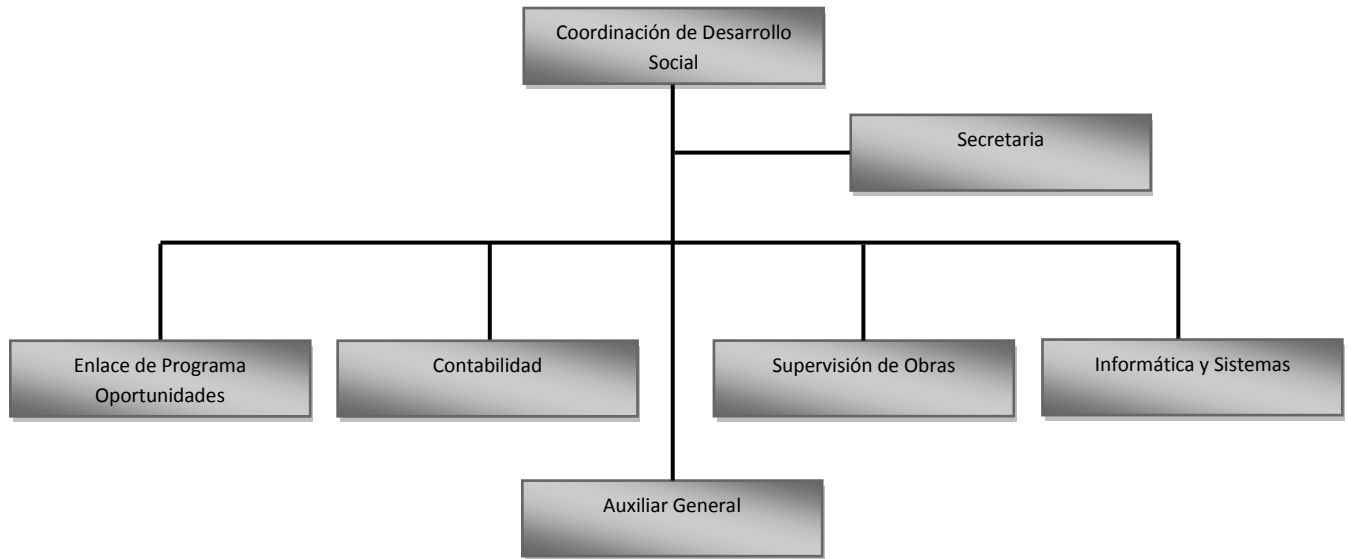 Coordinación de Desarrollo
Social
Secretaria
Enlace de Programa
Oportunidades
Contabilidad
Supervisión de Obras
Informática y Sistemas
Auxiliar General